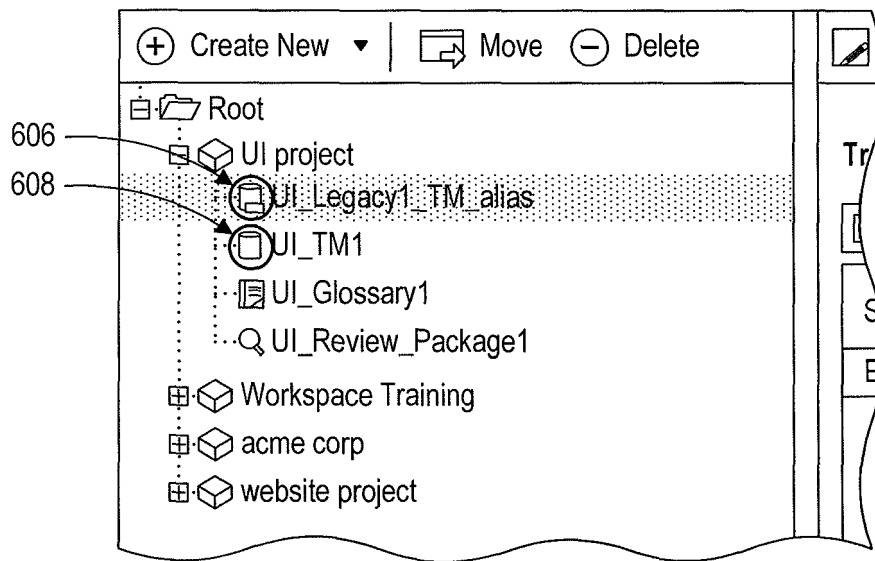 Create New Move Delete
Root
606
UI project
Tr
608
UI_Legacy1_TM_alias
UI_TM1
UI_Glossary1
S
UI_Review_Package1
E
Workspace Training
acme corp
website project